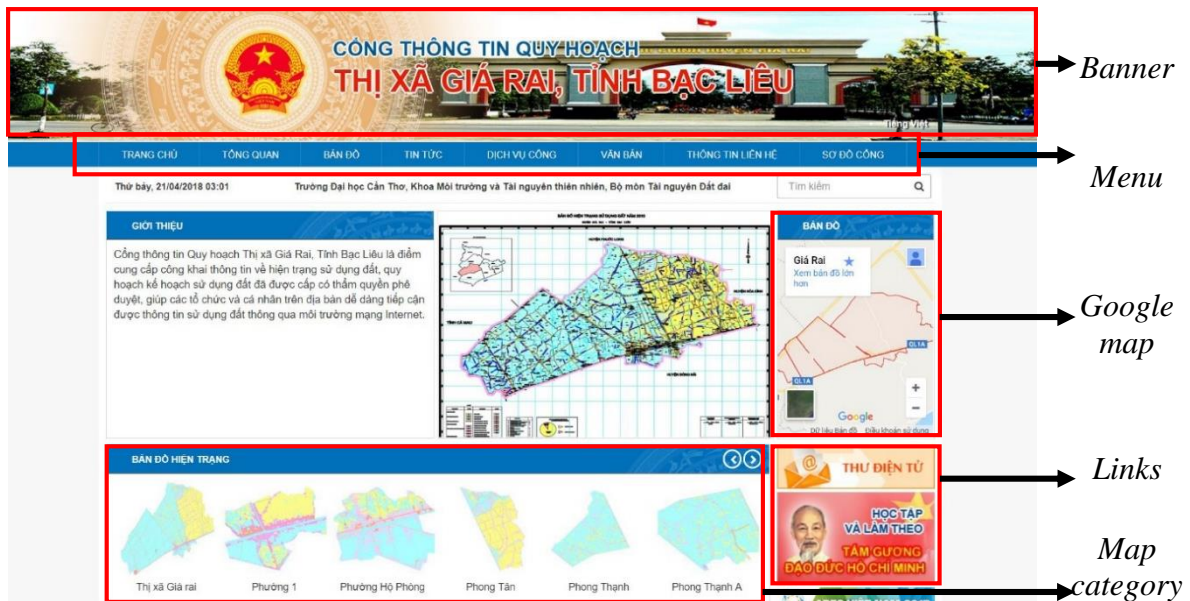 CỔNG THÔNG TIN QUY HOẠCH
THỊ XÃ GIÁ RAI, TỈNH BẠC LIÊU
Tiếng Việt
Banner
TRANG CHỦ TỔNG QUAN BẢN ĐỒ TIN TỨC DỊCH VỤ CÔNG VĂN BẢN THÔNG TIN LIÊN HỆ SƠ ĐỒ CỔNG
Menu
Thứ bảy, 21/04/2018 03:01 Trường Đại học Cần Thơ, Khoa Môi trường và Tài nguyên thiên nhiên, Bộ môn Tài nguyên Đất đai Tìm kiếm
GIỚI THIỆU
Cổng thông tin Quy hoạch Thị xã Giá Rai, Tỉnh Bạc Liêu là điểm
cung cấp công khai thông tin về hiện trạng sử dụng đất, quy
hoạch kế hoạch sử dụng đất đã được cấp có thẩm quyền phê
duyệt, giúp các tổ chức và cá nhân trên địa bàn dễ dàng tiếp cận
được thông tin sử dụng đất thông qua môi trường mạng Internet.
BẢN ĐỒ
Giá Rai
Xem bản đồ lớn
hơn
QL1A
QL1A
Google
Dữ liệu Bản đồ Điều khoản sử dụng
Google
map
BẢN ĐỒ HIỆN TRẠNG
Thị xã Giá rai Phường 1 Phường Hộ Phòng Phong Tân Phong Thạnh Phong Thạnh A
THƯ ĐIỆN TỬ
HỌC TẬP
VÀ LÀM THEO
TẤM GƯƠNG
ĐẠO ĐỨC HỒ CHÍ MINH
Links
Map
category